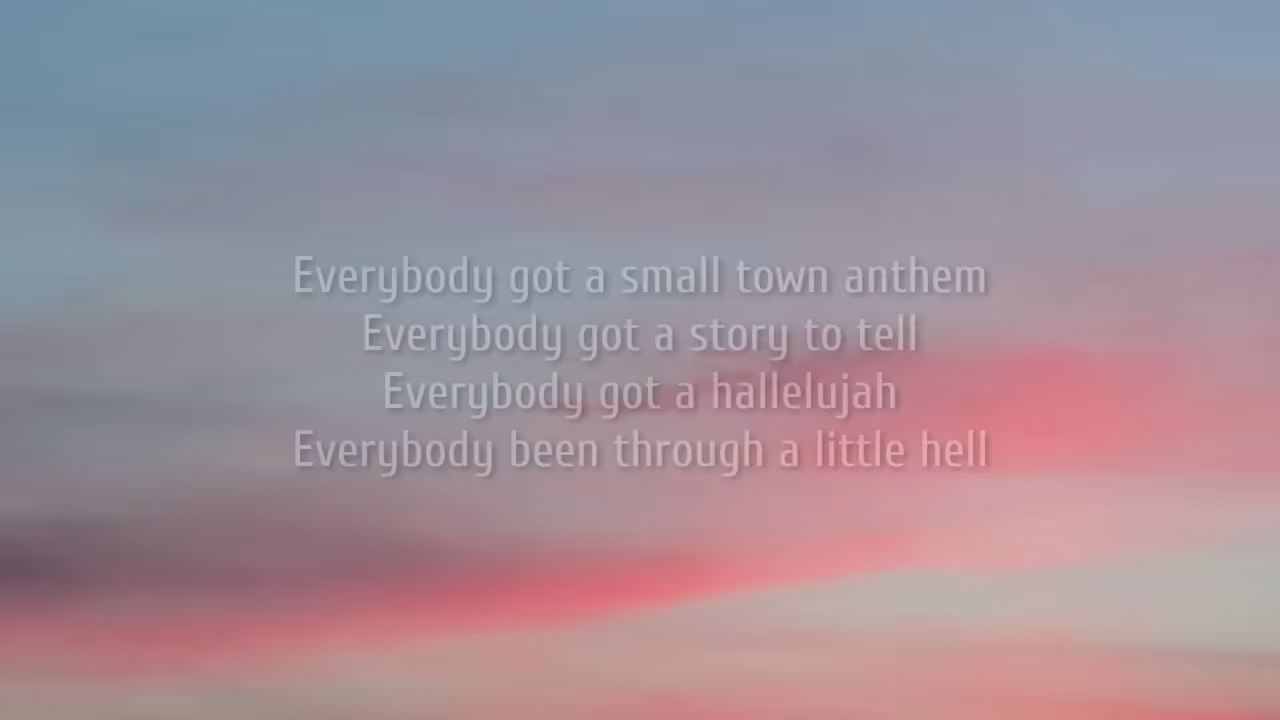 Everybody got a small town anthem
Everybody got a story to tell
Everybody got a hallelujah
Everybody been through a little hell